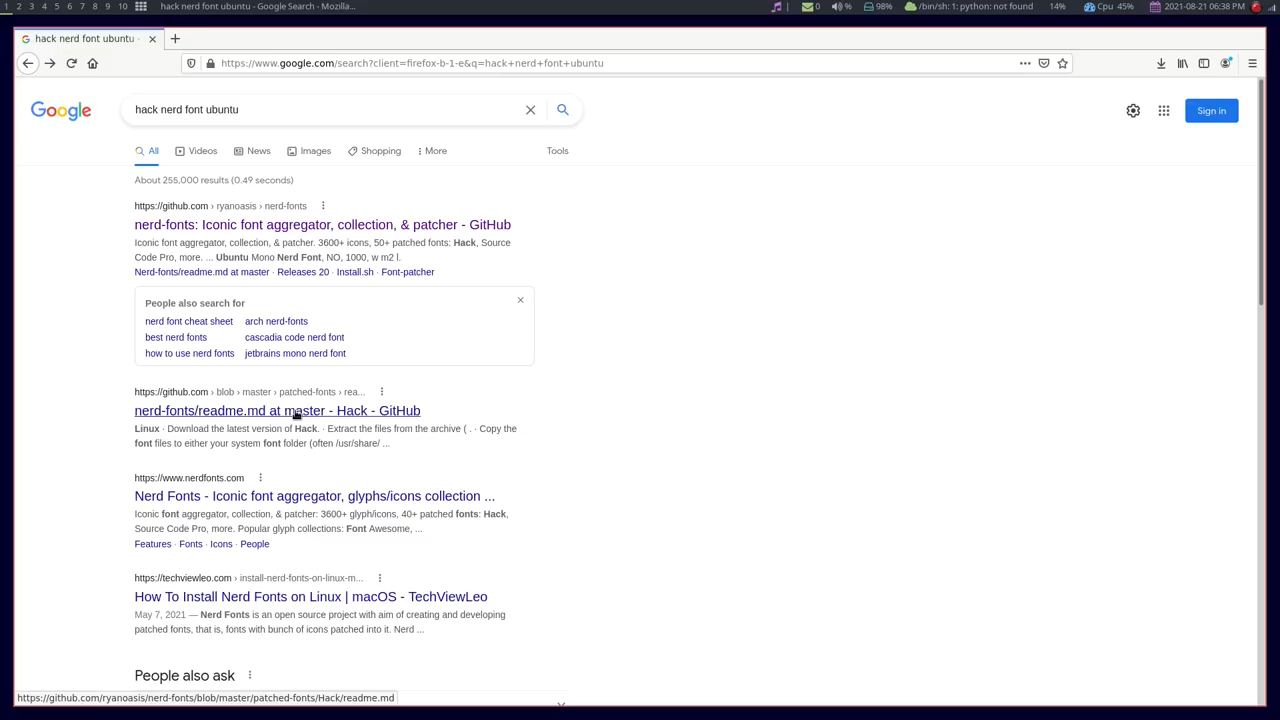 1 2 3 4 5 6 7 8 9 10 hack nerd font ubuntu - Google Search - Mozilla... 0 % 98% /bin/sh: 1: python: not found 14% Cpu 45% 2021-08-21 06:38 PM
hack nerd font ubuntu -
https://www.google.com/search?client=firefox-b-1-e&q=hack+nerd+font+ubuntu
Google
hack nerd font ubuntu
Sign in
All Videos News Images Shopping More Tools
About 255,000 results (0.49 seconds)
https://github.com › ryanoasis › nerd-fonts
nerd-fonts: Iconic font aggregator, collection, & patcher - GitHub
Iconic font aggregator, collection, & patcher. 3600+ icons, 50+ patched fonts: Hack, Source
Code Pro, more. ... Ubuntu Mono Nerd Font, NO, 1000, w m2 l.
Nerd-fonts/readme.md at master · Releases 20 · Install.sh · Font-patcher
People also search for
nerd font cheat sheet arch nerd-fonts
best nerd fonts cascadia code nerd font
how to use nerd fonts jetbrains mono nerd font
https://github.com › blob › master › patched-fonts › rea...
nerd-fonts/readme.md at master - Hack - GitHub
Linux · Download the latest version of Hack. · Extract the files from the archive ( . · Copy the
font files to either your system font folder (often /usr/share/ ...
https://www.nerdfonts.com
Nerd Fonts - Iconic font aggregator, glyphs/icons collection ...
Iconic font aggregator, collection, & patcher: 3600+ glyph/icons, 40+ patched fonts: Hack,
Source Code Pro, more. Popular glyph collections: Font Awesome, ...
Features · Fonts · Icons · People
https://techviewleo.com › install-nerd-fonts-on-linux-m...
How To Install Nerd Fonts on Linux | macOS - TechViewLeo
May 7, 2021 — Nerd Fonts is an open source project with aim of creating and developing
patched fonts, that is, fonts with bunch of icons patched into it. Nerd ...
People also ask
https://github.com/ryanoasis/nerd-fonts/blob/master/patched-fonts/Hack/readme.md